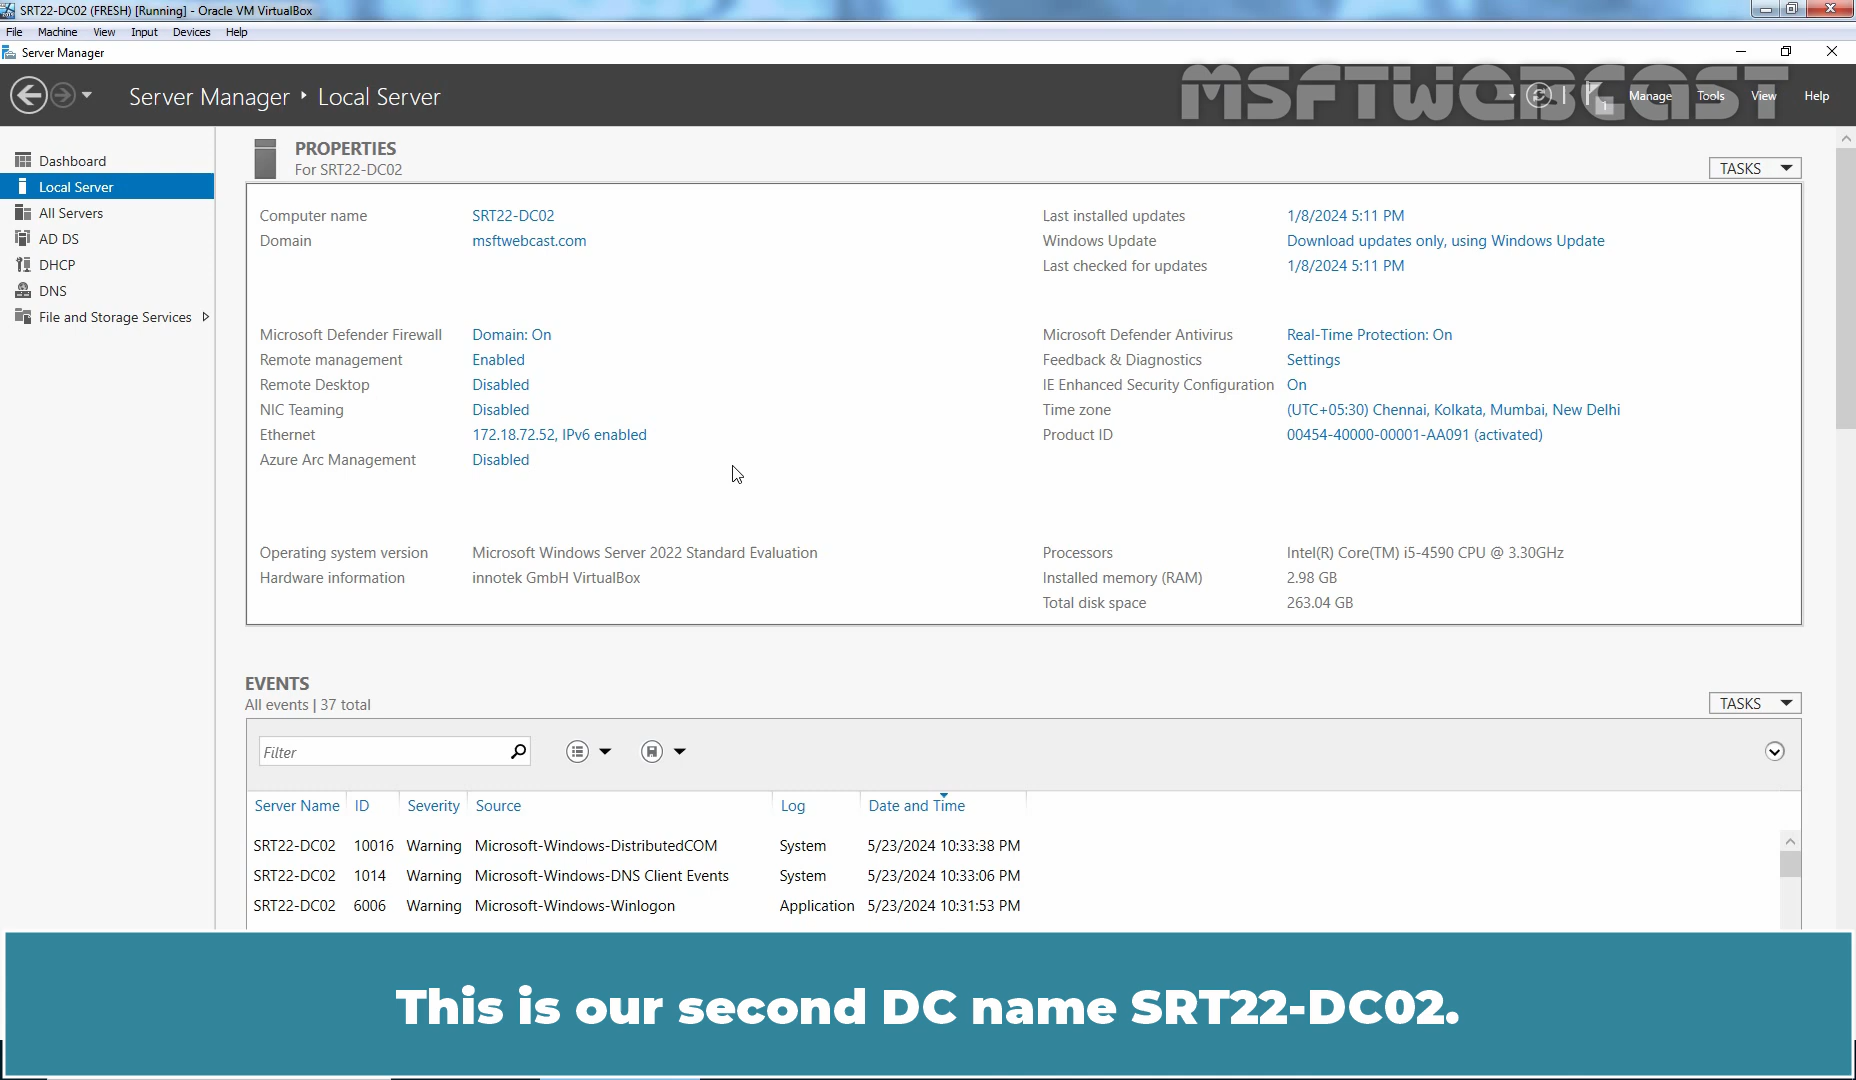 SRT22-DC02 (FRESH) [Running] - Oracle VM VirtualBox
File Machine View Input Devices Help
Server Manager
Server Manager ‣ Local Server
MSFTWEBCAST
1 Manage Tools View Help
Dashboard
Local Server
All Servers
AD DS
DHCP
DNS
File and Storage Services
PROPERTIES
For SRT22-DC02
TASKS
Computer name SRT22-DC02
Domain msftwebcast.com
Last installed updates 1/8/2024 5:11 PM
Windows Update Download updates only, using Windows Update
Last checked for updates 1/8/2024 5:11 PM
Microsoft Defender Firewall Domain: On
Remote management Enabled
Remote Desktop Disabled
NIC Teaming Disabled
Ethernet 172.18.72.52, IPv6 enabled
Azure Arc Management Disabled
Microsoft Defender Antivirus Real-Time Protection: On
Feedback & Diagnostics Settings
IE Enhanced Security Configuration On
Time zone (UTC+05:30) Chennai, Kolkata, Mumbai, New Delhi
Product ID 00454-40000-00001-AA091 (activated)
Operating system version Microsoft Windows Server 2022 Standard Evaluation
Hardware information innotek GmbH VirtualBox
Processors Intel(R) Core(TM) i5-4590 CPU @ 3.30GHz
Installed memory (RAM) 2.98 GB
Total disk space 263.04 GB
EVENTS
All events | 37 total
TASKS
Filter
Server Name ID Severity Source Log Date and Time
SRT22-DC02 10016 Warning Microsoft-Windows-DistributedCOM System 5/23/2024 10:33:38 PM
SRT22-DC02 1014 Warning Microsoft-Windows-DNS Client Events System 5/23/2024 10:33:06 PM
SRT22-DC02 6006 Warning Microsoft-Windows-Winlogon Application 5/23/2024 10:31:53 PM
This is our second DC name SRT22-DC02.